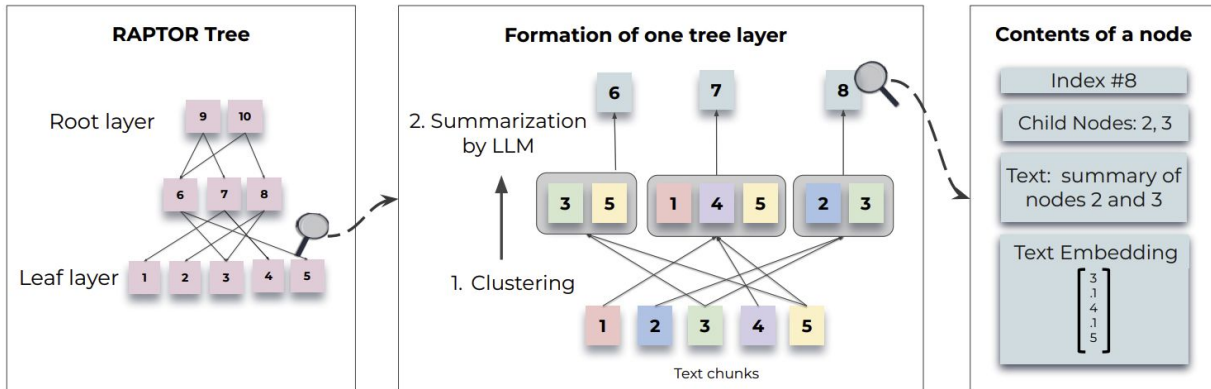 RAPTOR Tree
Root layer
9 10
6 7 8
Leaf layer
1 2 3 4 5
Formation of one tree layer
6 7 8
2. Summarization
by LLM
3 5 1 4 5 2 3
1. Clustering
1 2 3 4 5
Text chunks
Contents of a node
Index #8
Child Nodes: 2, 3
Text: summary of
nodes 2 and 3
Text Embedding
3
.1
4
.1
5